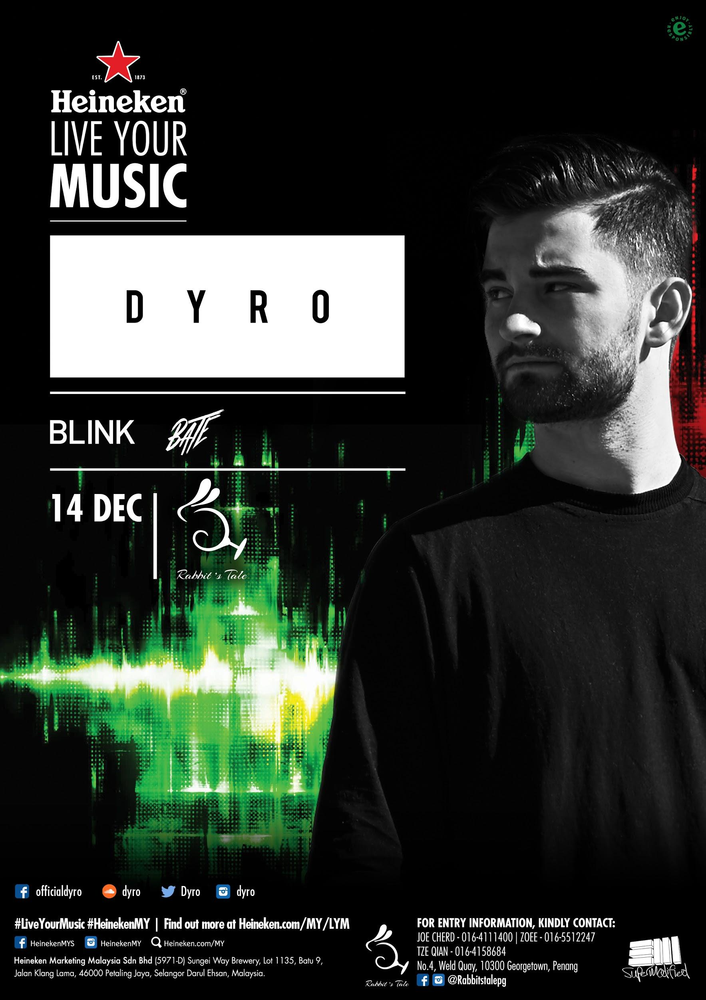 ENJOY RESPONSIBLY
e
EST. 1873
Heineken®
LIVE YOUR
MUSIC
DYRO
BLINK BATE
14 DEC
Rabbit's Tale
officialdyro dyro Dyro dyro
#LiveYourMusic #HeinekenMY | Find out more at Heineken.com/MY/LYM
HeinekenMYS HeinekenMY Heineken.com/MY
Heineken Marketing Malaysia Sdn Bhd (5971-D) Sungei Way Brewery, Lot 1135, Batu 9,
Jalan Klang Lama, 46000 Petaling Jaya, Selangor Darul Ehsan, Malaysia.
Rabbit's Tale
FOR ENTRY INFORMATION, KINDLY CONTACT:
JOE CHERD - 016-4111400 | ZOEE - 016-5512247
TZE QIAN - 016-4158684
No.4, Weld Quay, 10300 Georgetown, Penang
@Rabbitstalepg
SuperModified